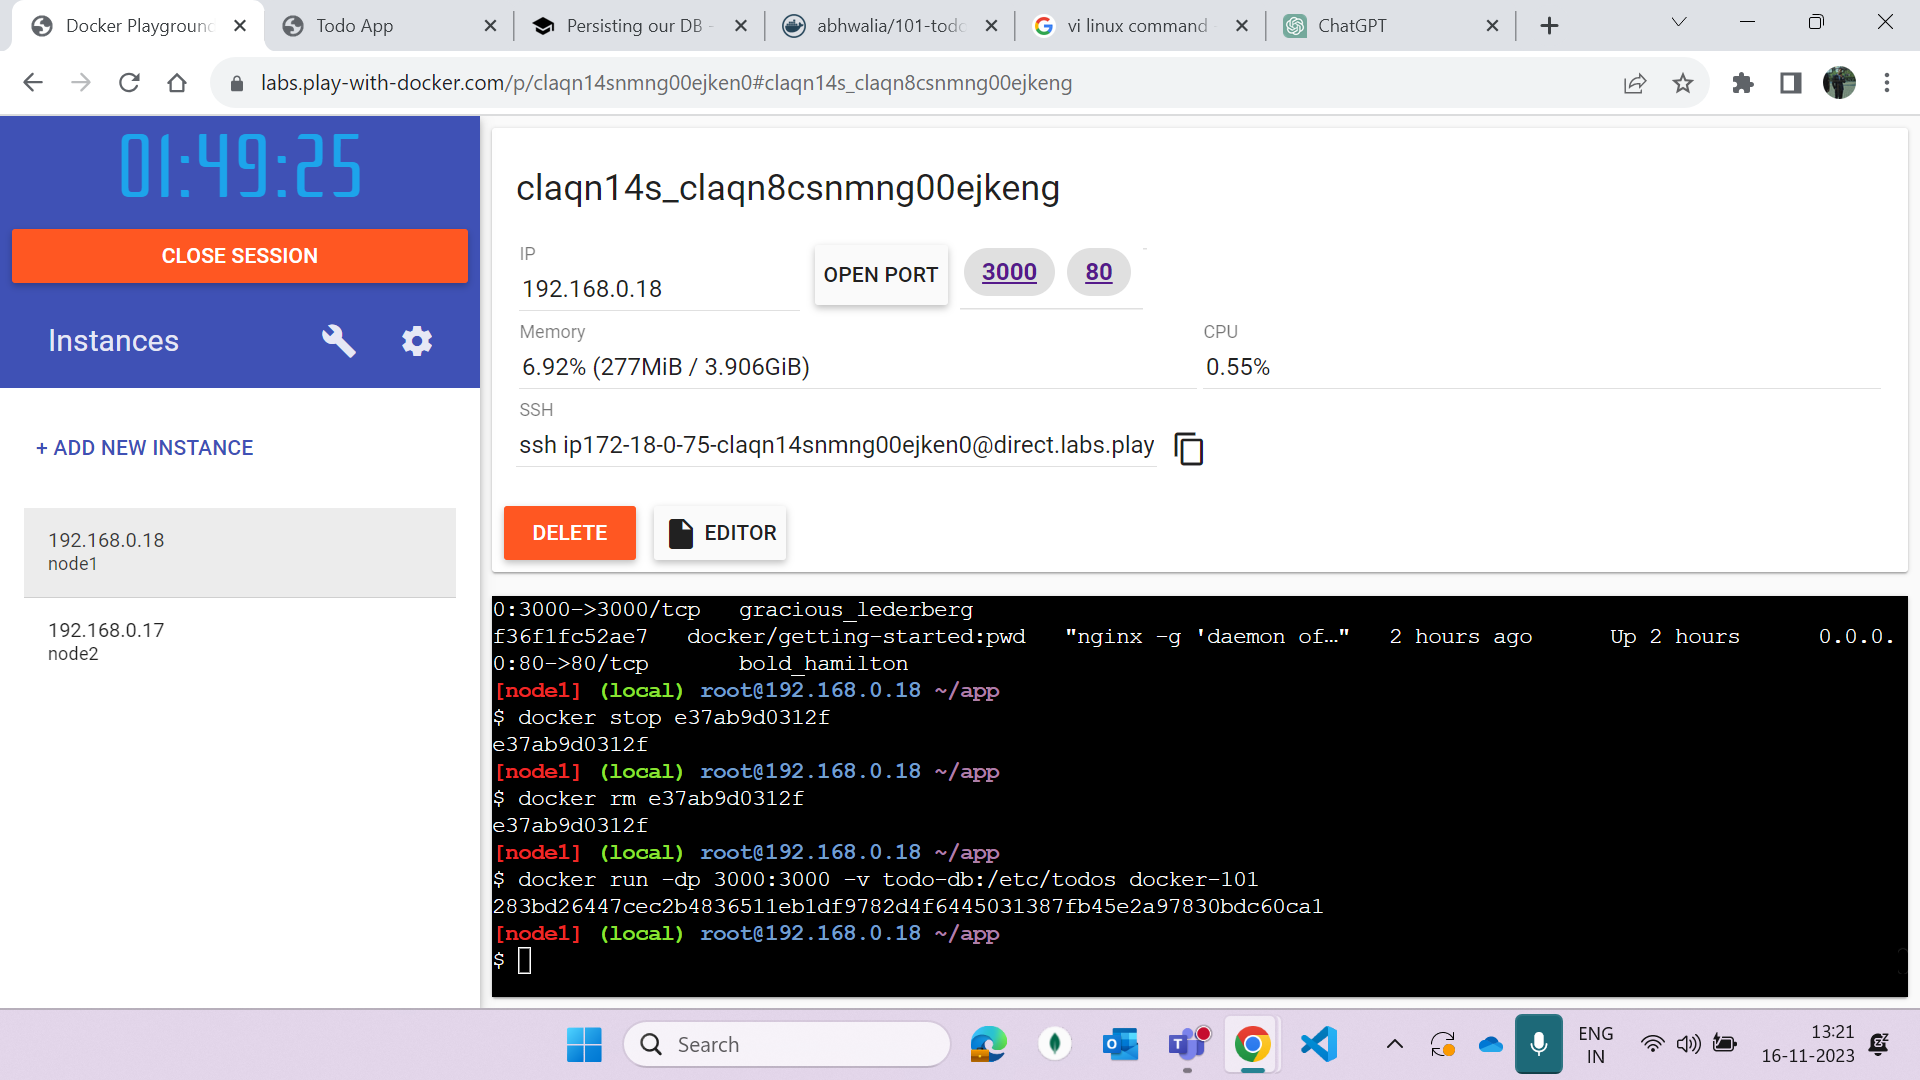 Docker Playground
Todo App
Persisting our DB -
abhwalia/101-todo
vi linux command
ChatGPT
labs.play-with-docker.com/p/claqn14snmng00ejken0#claqn14s_claqn8csnmng00ejkeng
01:49:25
CLOSE SESSION
Instances
+ ADD NEW INSTANCE
192.168.0.18
node1
192.168.0.17
node2
claqn14s_claqn8csnmng00ejkeng
IP
192.168.0.18
OPEN PORT
3000
80
Memory
6.92% (277MiB / 3.906GiB)
CPU
0.55%
SSH
ssh ip172-18-0-75-claqn14snmng00ejken0@direct.labs.play
DELETE
EDITOR
0:3000->3000/tcp   gracious_lederberg
f36f1fc52ae7   docker/getting-started:pwd   "nginx -g 'daemon of…"   2 hours ago      Up 2 hours      0.0.0.
0:80->80/tcp       bold_hamilton
[node1] (local) root@192.168.0.18 ~/app
$ docker stop e37ab9d0312f
e37ab9d0312f
[node1] (local) root@192.168.0.18 ~/app
$ docker rm e37ab9d0312f
e37ab9d0312f
[node1] (local) root@192.168.0.18 ~/app
$ docker run -dp 3000:3000 -v todo-db:/etc/todos docker-101
283bd26447cec2b4836511eb1df9782d4f6445031387fb45e2a97830bdc60ca1
[node1] (local) root@192.168.0.18 ~/app
$
Search
ENG
IN
13:21
16-11-2023